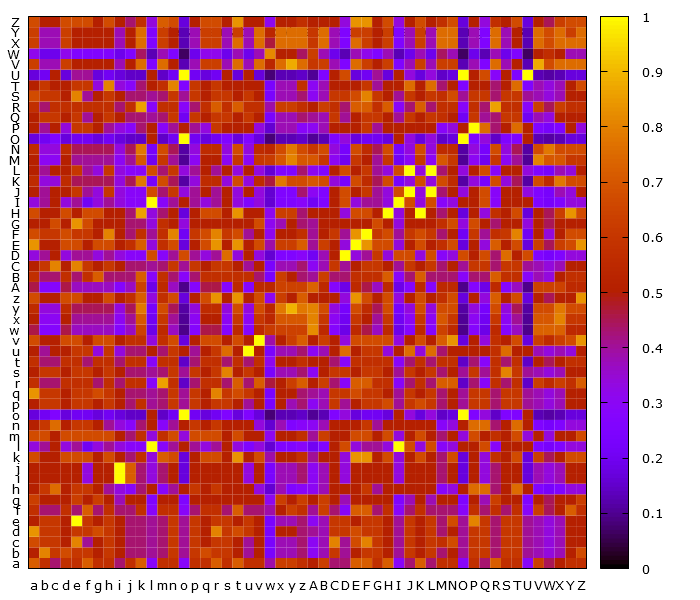 Z
Y
X
W
V
U
T
S
R
Q
P
O
N
M
L
K
J
I
H
G
F
E
D
C
B
A
z
y
x
w
v
u
t
s
r
q
p
o
n
m
l
k
j
i
h
g
f
e
d
c
b
a
a b c d e f g h i j k l m n o p q r s t u v w x y z A B C D E F G H I J K L M N O P Q R S T U V W X Y Z
1
0.9
0.8
0.7
0.6
0.5
0.4
0.3
0.2
0.1
0